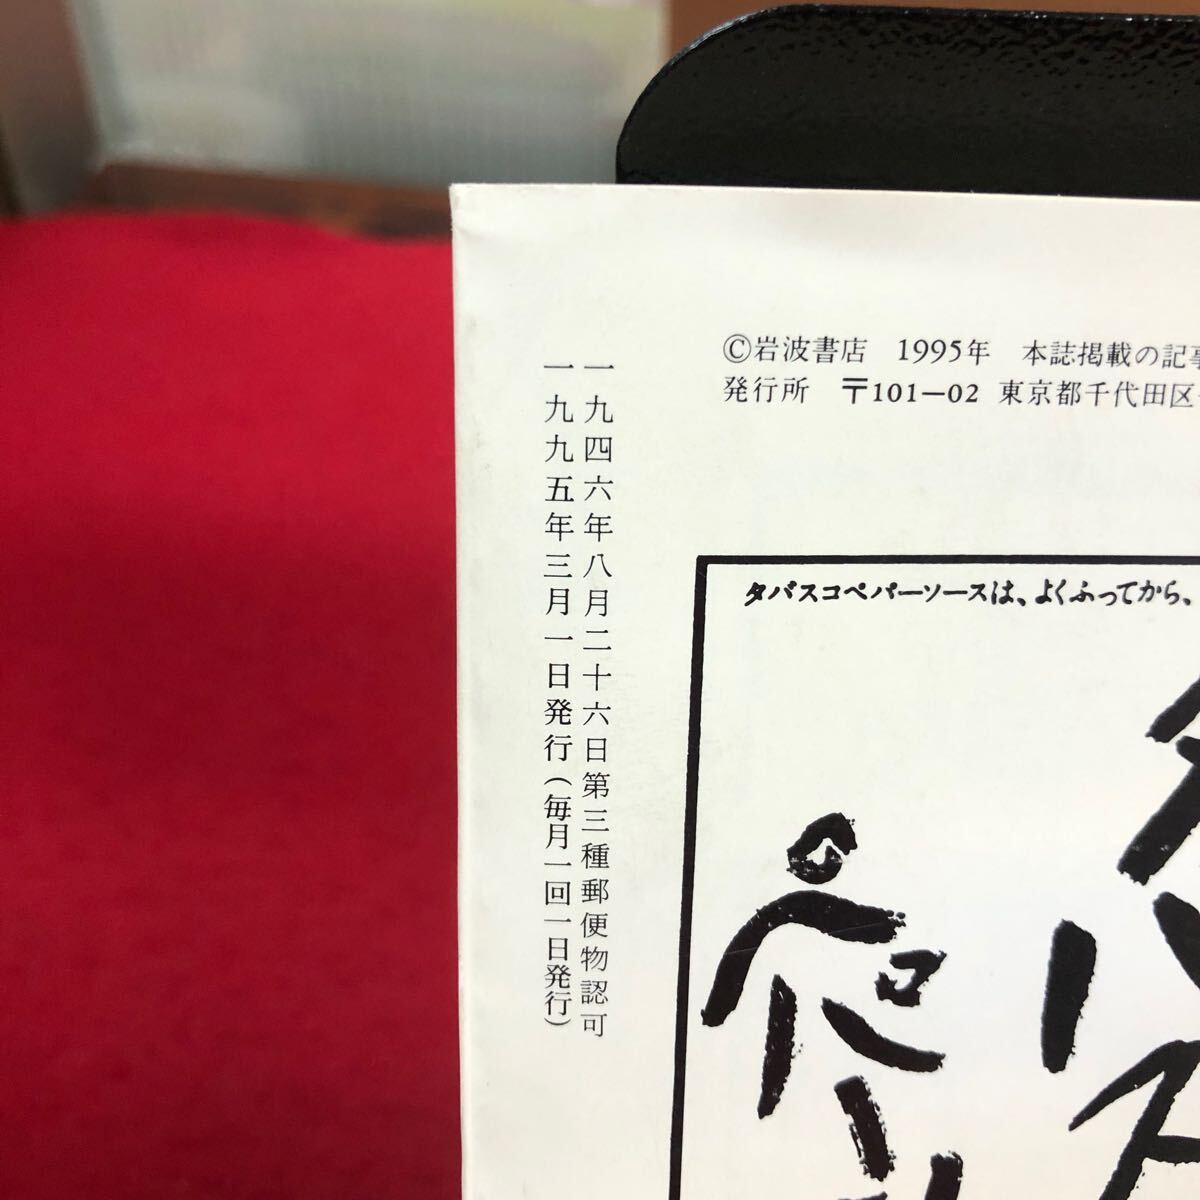 ©岩波書店 1995年 本誌掲載の記事
発行所 〒101-02 東京都千代田区
一九四六年八月二十六日第三種郵便物認可
一九九五年三月一日発行(毎月一回一日発行)
タバスコペパーソースは、よくふってから、